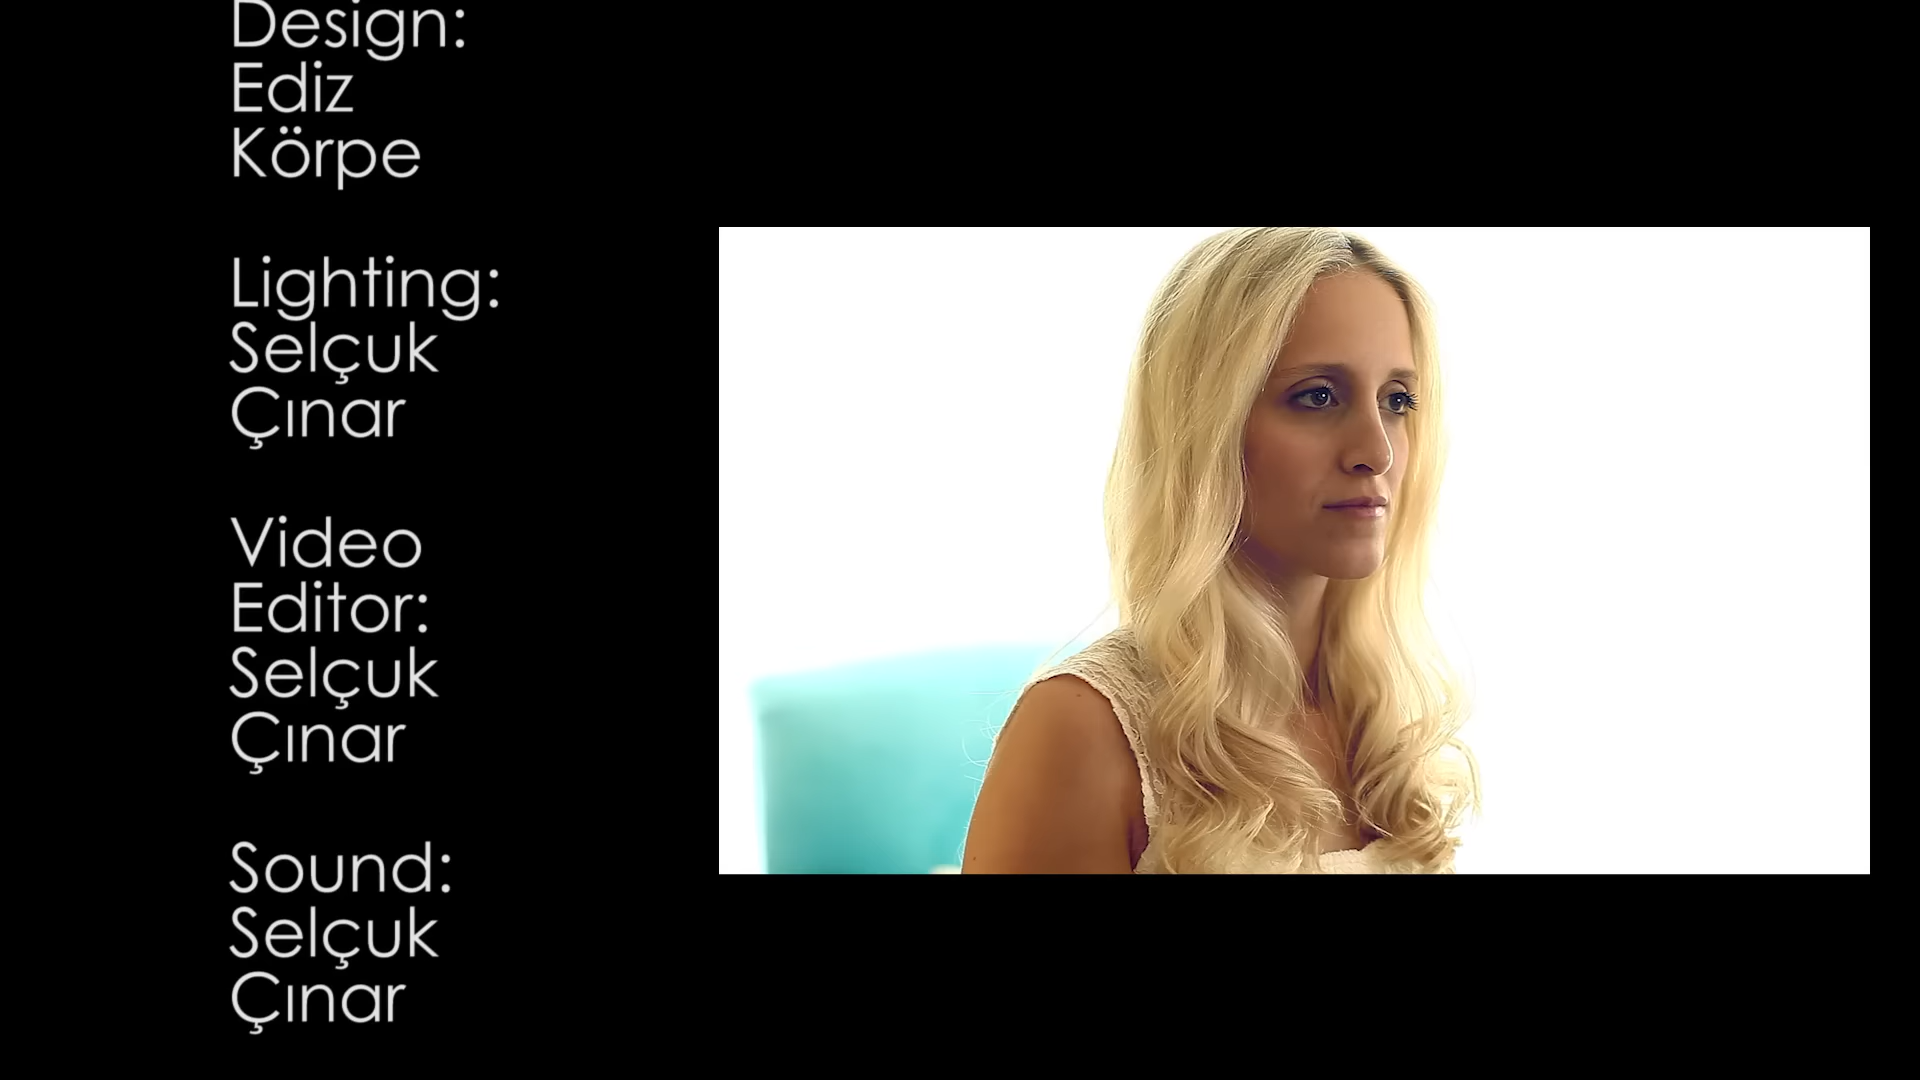 Design:
Ediz
Körpe
Lighting:
Selçuk
Çınar
Video
Editor:
Selçuk
Çınar
Sound:
Selçuk
Çınar